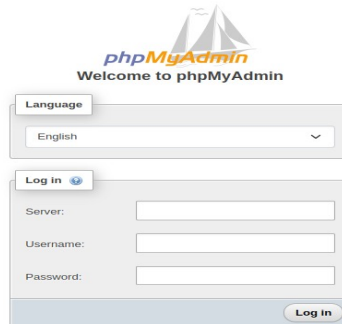 phpMyAdmin
Welcome to phpMyAdmin
Language
English
Log in
Server:
Username:
Password:
Log in